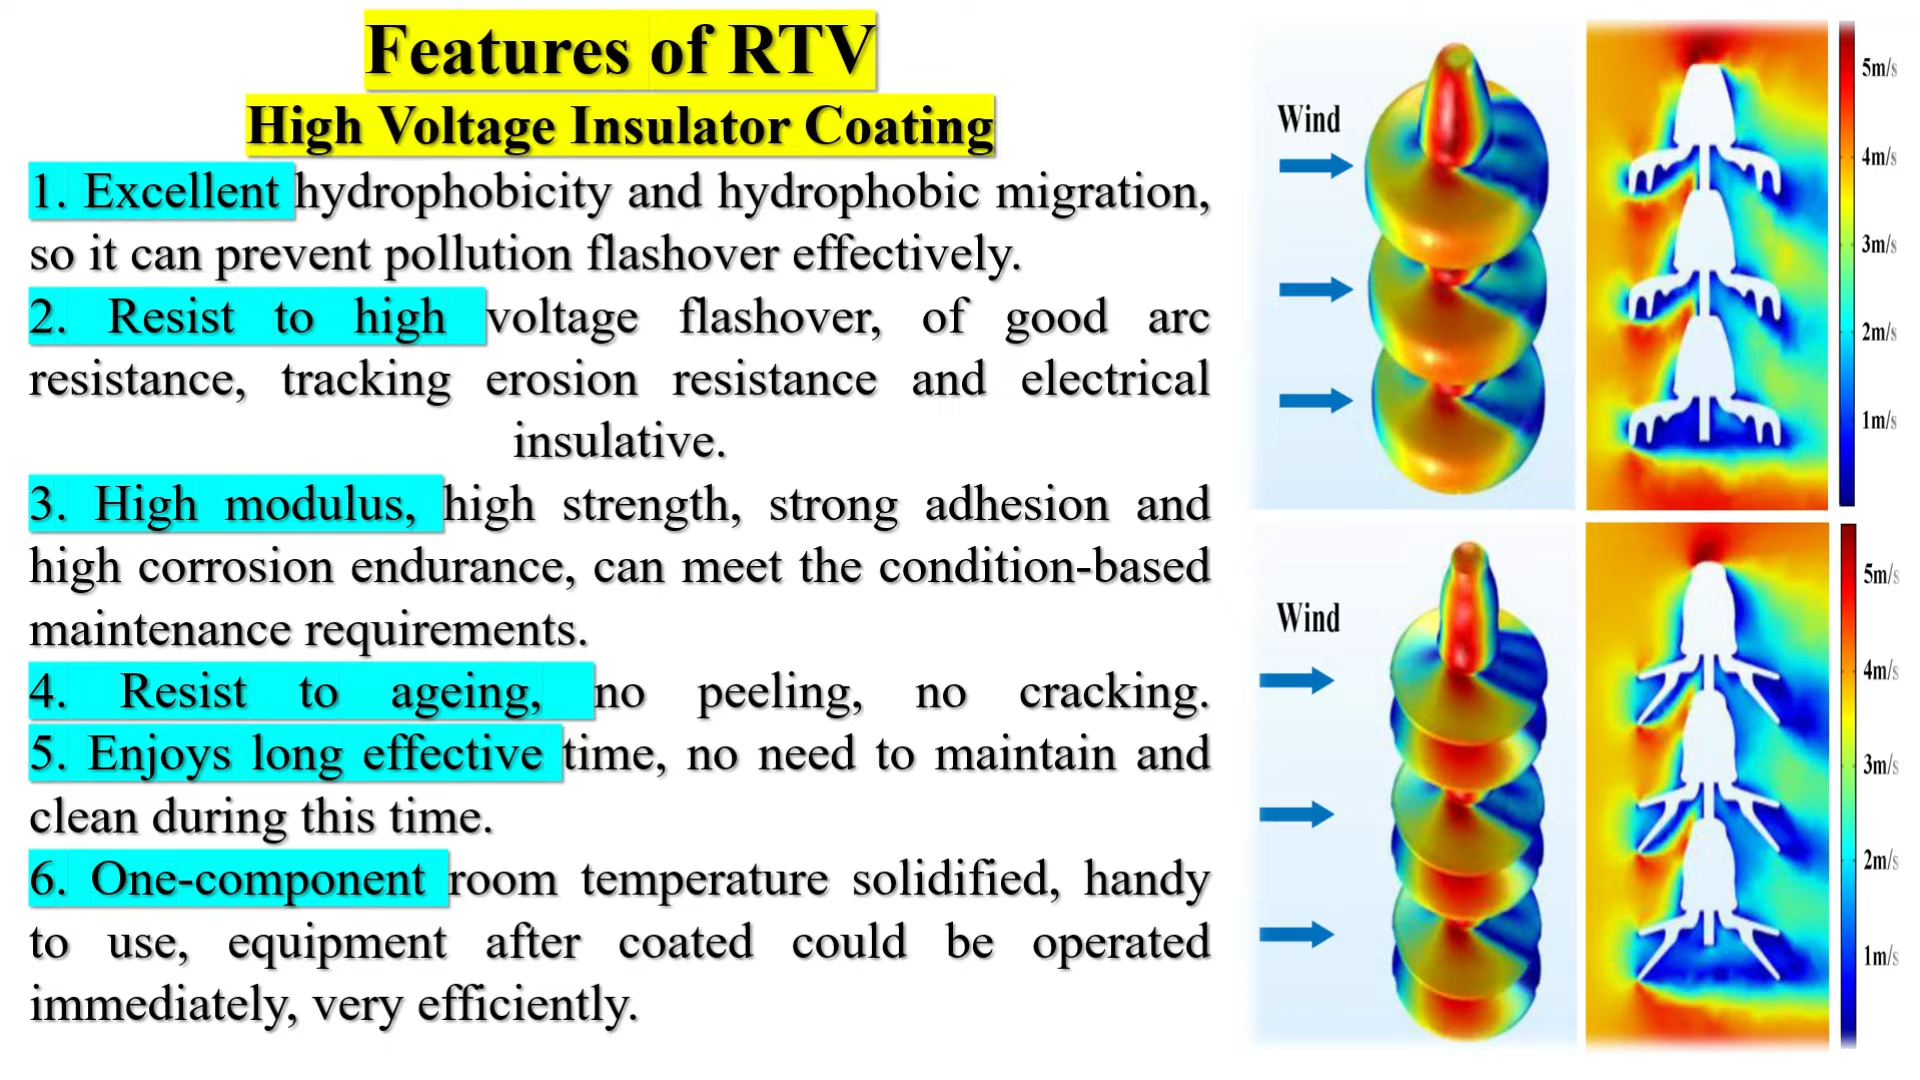 Features of RTV
High Voltage Insulator Coating
1. Excellent hydrophobicity and hydrophobic migration,
so it can prevent pollution flashover effectively.
2. Resist to high voltage flashover, of good arc
resistance, tracking erosion resistance and electrical
insulative.
3. High modulus, high strength, strong adhesion and
high corrosion endurance, can meet the condition-based
maintenance requirements.
4. Resist to ageing, no peeling, no cracking.
5. Enjoys long effective time, no need to maintain and
clean during this time.
6. One-component room temperature solidified, handy
to use, equipment after coated could be operated
immediately, very efficiently.
Wind
5m/s
4m/s
3m/s
2m/s
1m/s
Wind
5m/s
4m/s
3m/s
2m/s
1m/s